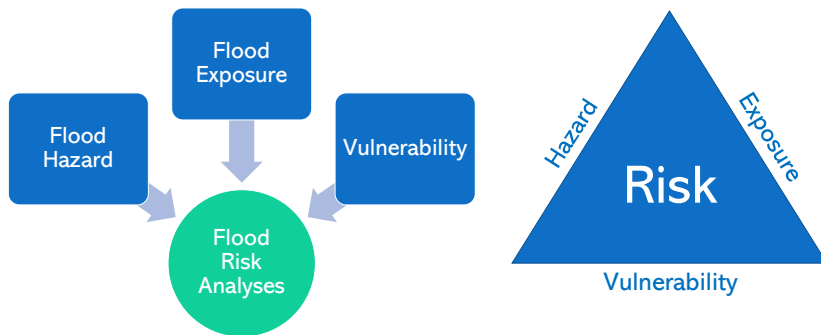 Flood
Exposure
Flood
Hazard
Vulnerability
Flood
Risk
Analyses
Hazard
Exposure
Risk
Vulnerability